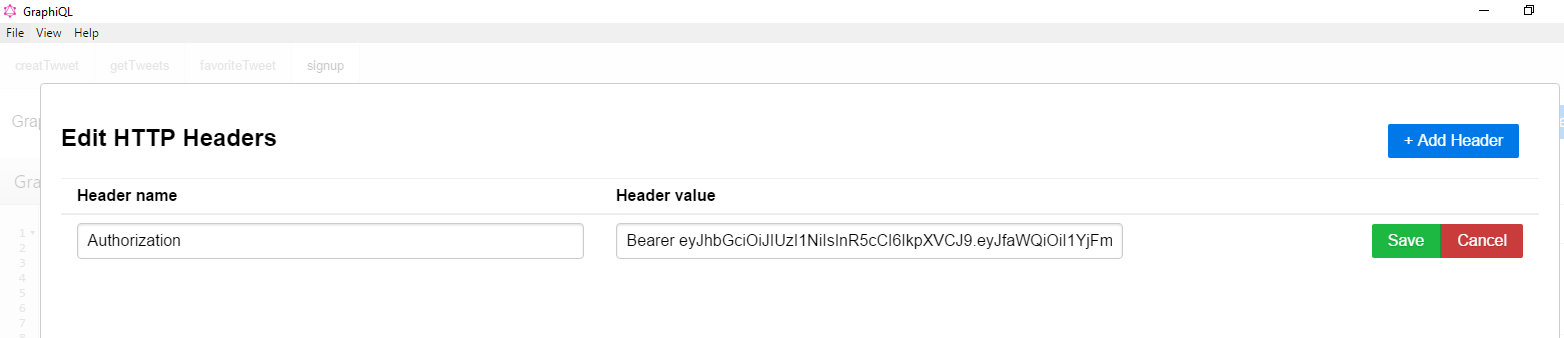 GraphiQL
File View Help
creatTwwet getTweets favoriteTweet signup
Grap
Edit HTTP Headers
+ Add Header
Gra
Header name Header value
1
Authorization Bearer eyJhbGciOiJIUzI1NiIsInR5cCI6IkpXVCJ9.eyJfaWQiOiI1YjFm Save Cancel
2
3
4
5
6
7
8